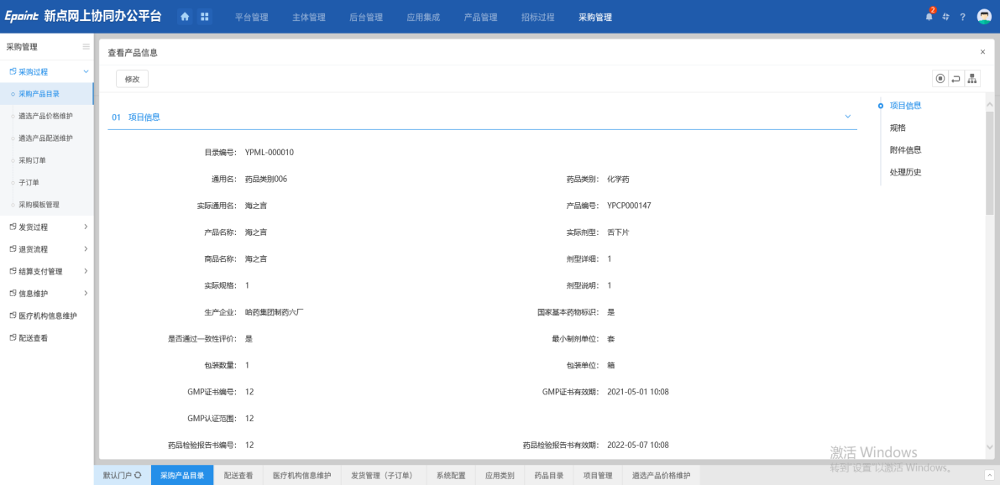 Epoint 新点网上协同办公平台 平台管理 主体管理 后台管理 应用集成 产品管理 招标过程 采购管理 2 ?
采购管理
采购过程
采购产品目录
遴选产品价格维护
遴选产品配送维护
采购订单
子订单
采购模板管理
发货过程
退货流程
结算支付管理
信息维护
医疗机构信息维护
配送查看
查看产品信息 ×
修改
01 项目信息
目录编号： YPML-000010
通用名： 药品类别006 药品类别： 化学药
实际通用名： 海之言 产品编号： YPCP000147
产品名称： 海之言 实际剂型： 舌下片
商品名称： 海之言 剂型详细： 1
实际规格： 1 剂型说明： 1
生产企业： 哈药集团制药六厂 国家基本药物标识： 是
是否通过一致性评价： 是 最小制剂单位： 套
包装数量： 1 包装单位： 箱
GMP证书编号： 12 GMP证书有效期： 2021-05-01 10:08
GMP认证范围： 12
药品检验报告书编号： 12 药品检验报告书有效期： 2022-05-07 10:08
项目信息
规格
附件信息
处理历史
激活 Windows
转到"设置"以激活 Windows。
默认门户 采购产品目录 配送查看 医疗机构信息维护 发货管理（子订单） 系统配置 应用类别 药品目录 项目管理 遴选产品价格维护